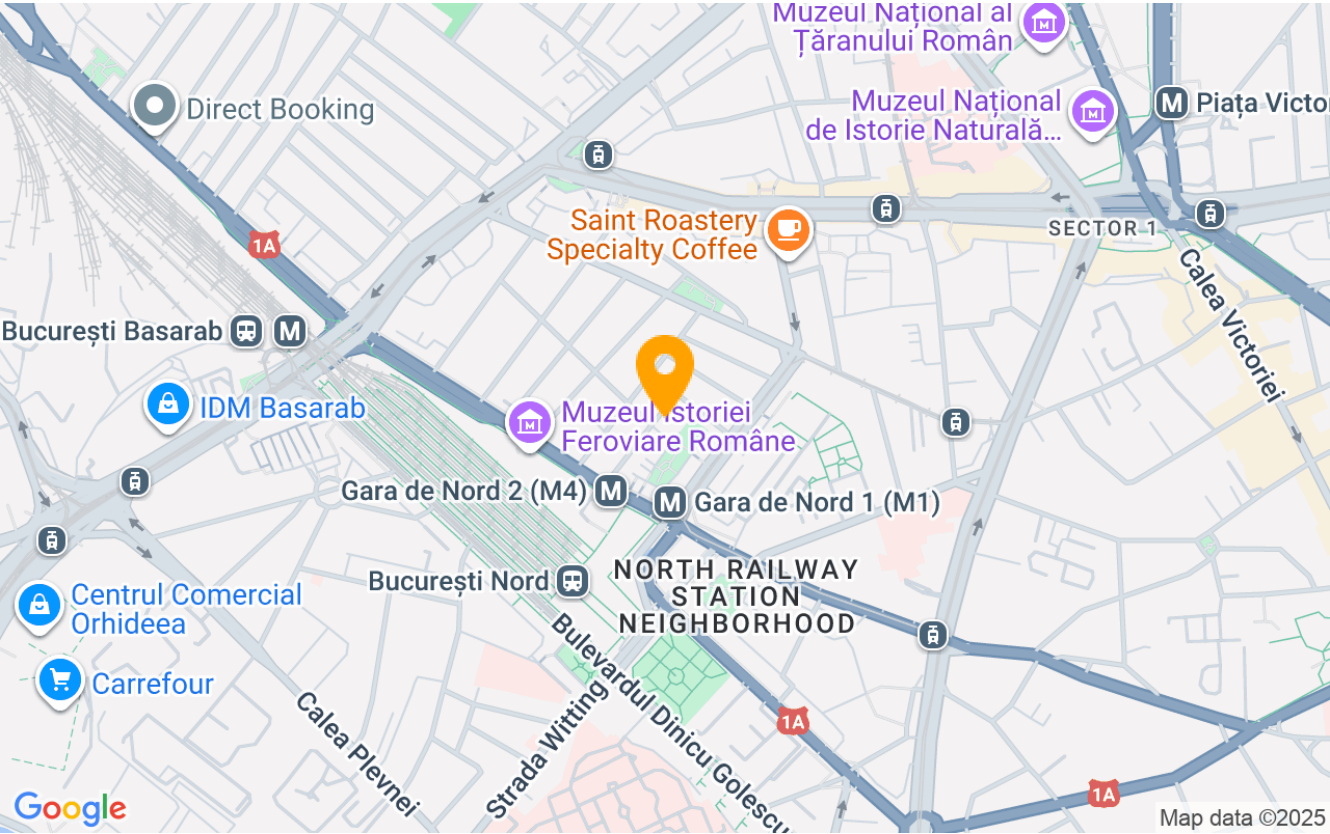 Muzeul Național al
Țăranului Român
Direct Booking
Muzeul Național
de Istorie Naturală...
M Piața Victor
Saint Roastery
Specialty Coffee
SECTOR 1
1A
Calea Victoriei
București Basarab
M
IDM Basarab
Muzeul Istoriei
Feroviare Române
Gara de Nord 2 (M4) M
M Gara de Nord 1 (M1)
București Nord
NORTH RAILWAY
STATION
NEIGHBORHOOD
Centrul Comercial
Orhideea
Carrefour
Bulevardul Dinicu Golescu
Strada Witting
Calea Plevnei
1A
1A
Google
Map data ©2025